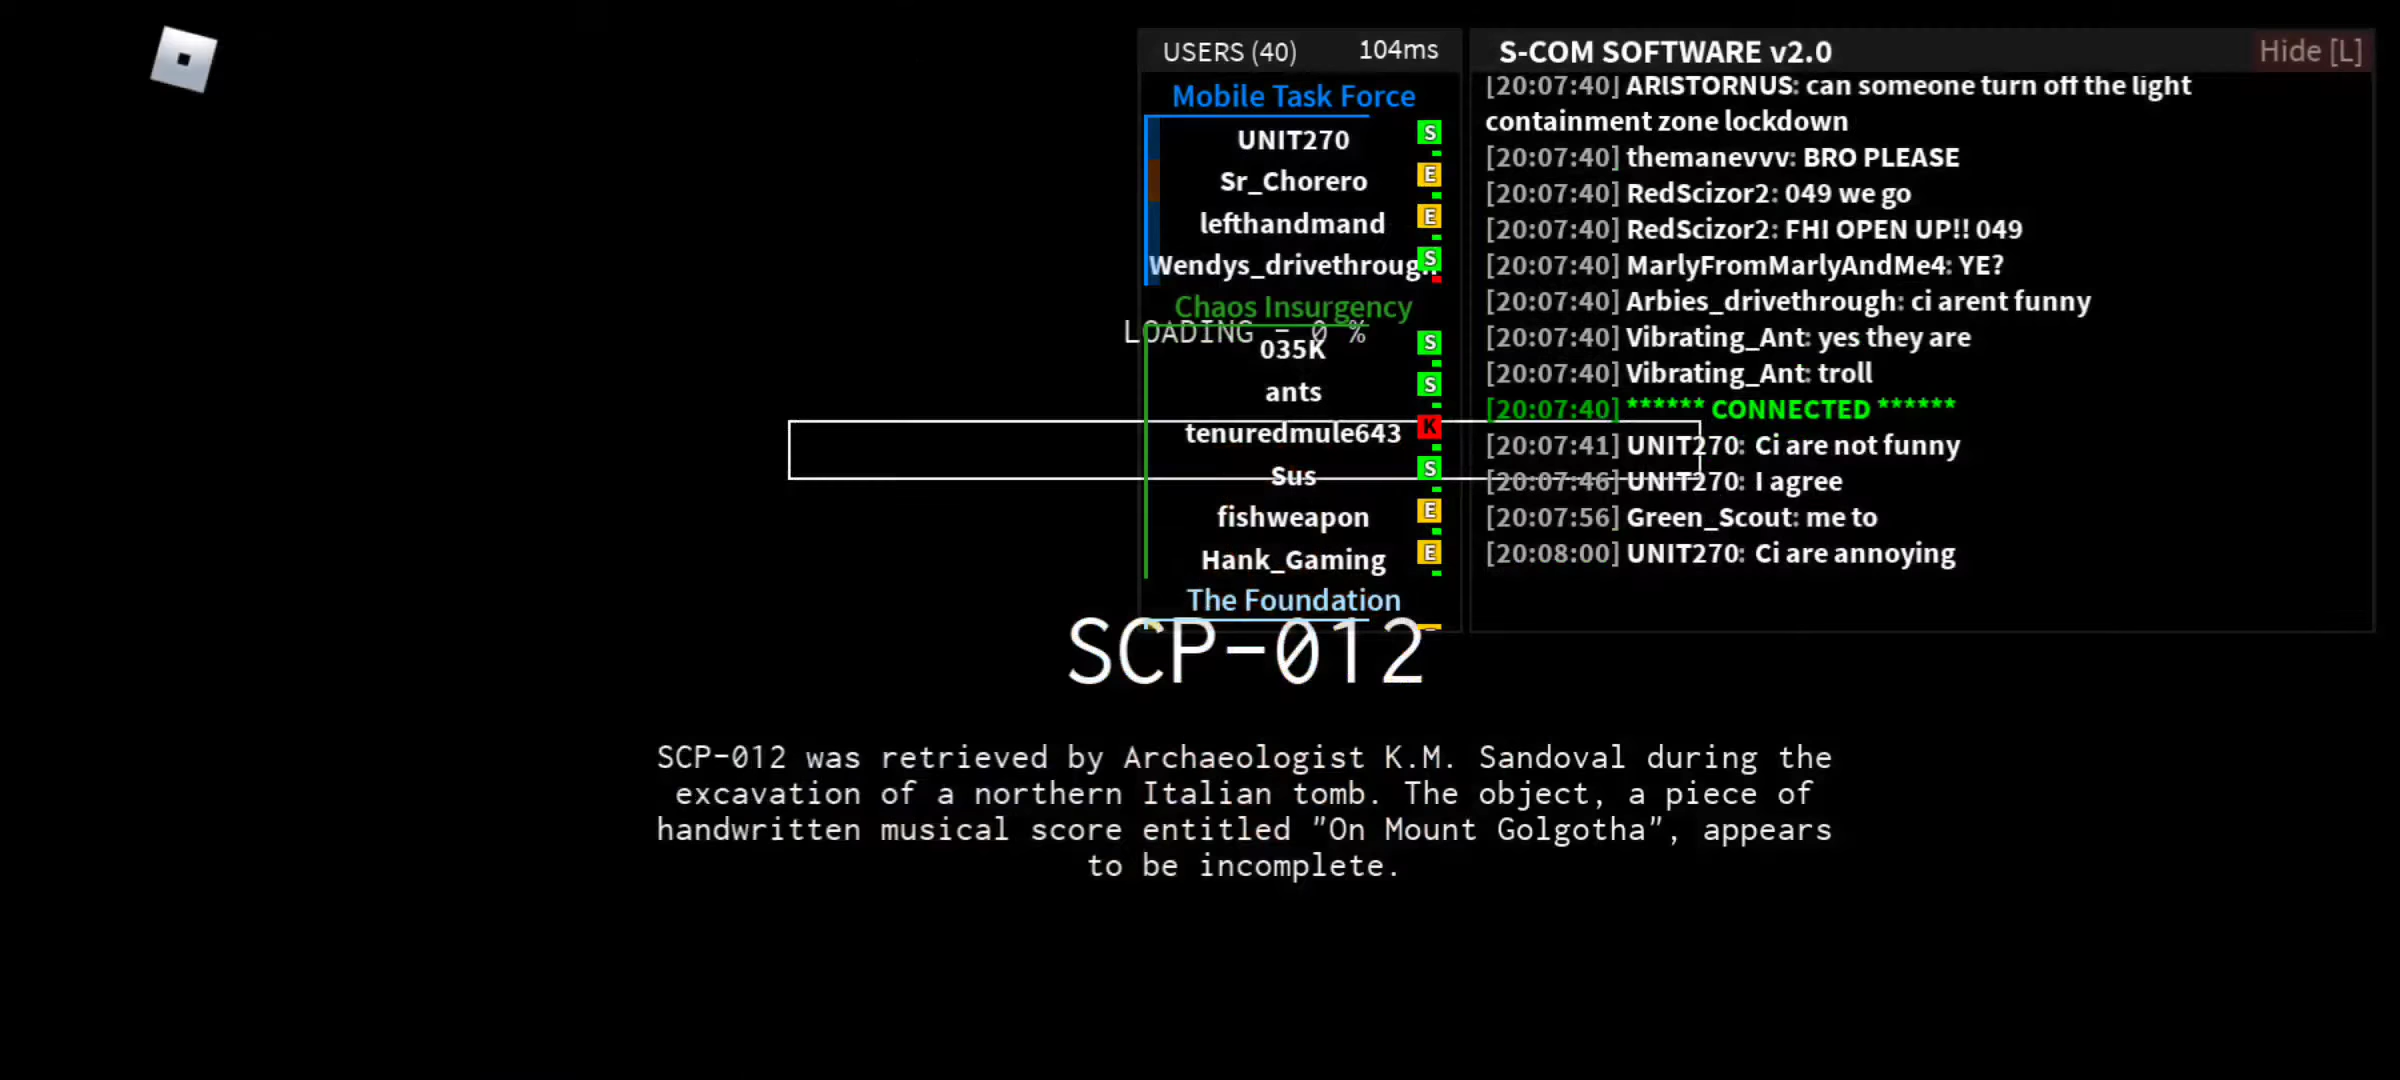 USERS (40) 104ms
Mobile Task Force
UNIT270 S
Sr_Chorero E
lefthandmand E
Wendys_drivethroug S
Chaos Insurgency
LOADING - 0 %
035K S
ants S
tenuredmule643 K
Sus S
fishweapon E
Hank_Gaming E
The Foundation
S-COM SOFTWARE v2.0 Hide [L]
[20:07:40] ARISTORNUS: can someone turn off the light
containment zone lockdown
[20:07:40] themanevvv: BRO PLEASE
[20:07:40] RedScizor2: 049 we go
[20:07:40] RedScizor2: FHI OPEN UP!! 049
[20:07:40] MarlyFromMarlyAndMe4: YE?
[20:07:40] Arbies_drivethrough: ci arent funny
[20:07:40] Vibrating_Ant: yes they are
[20:07:40] Vibrating_Ant: troll
[20:07:40] ****** CONNECTED ******
[20:07:41] UNIT270: Ci are not funny
[20:07:46] UNIT270: I agree
[20:07:56] Green_Scout: me to
[20:08:00] UNIT270: Ci are annoying
SCP-012
SCP-012 was retrieved by Archaeologist K.M. Sandoval during the
excavation of a northern Italian tomb. The object, a piece of
handwritten musical score entitled "On Mount Golgotha", appears
to be incomplete.